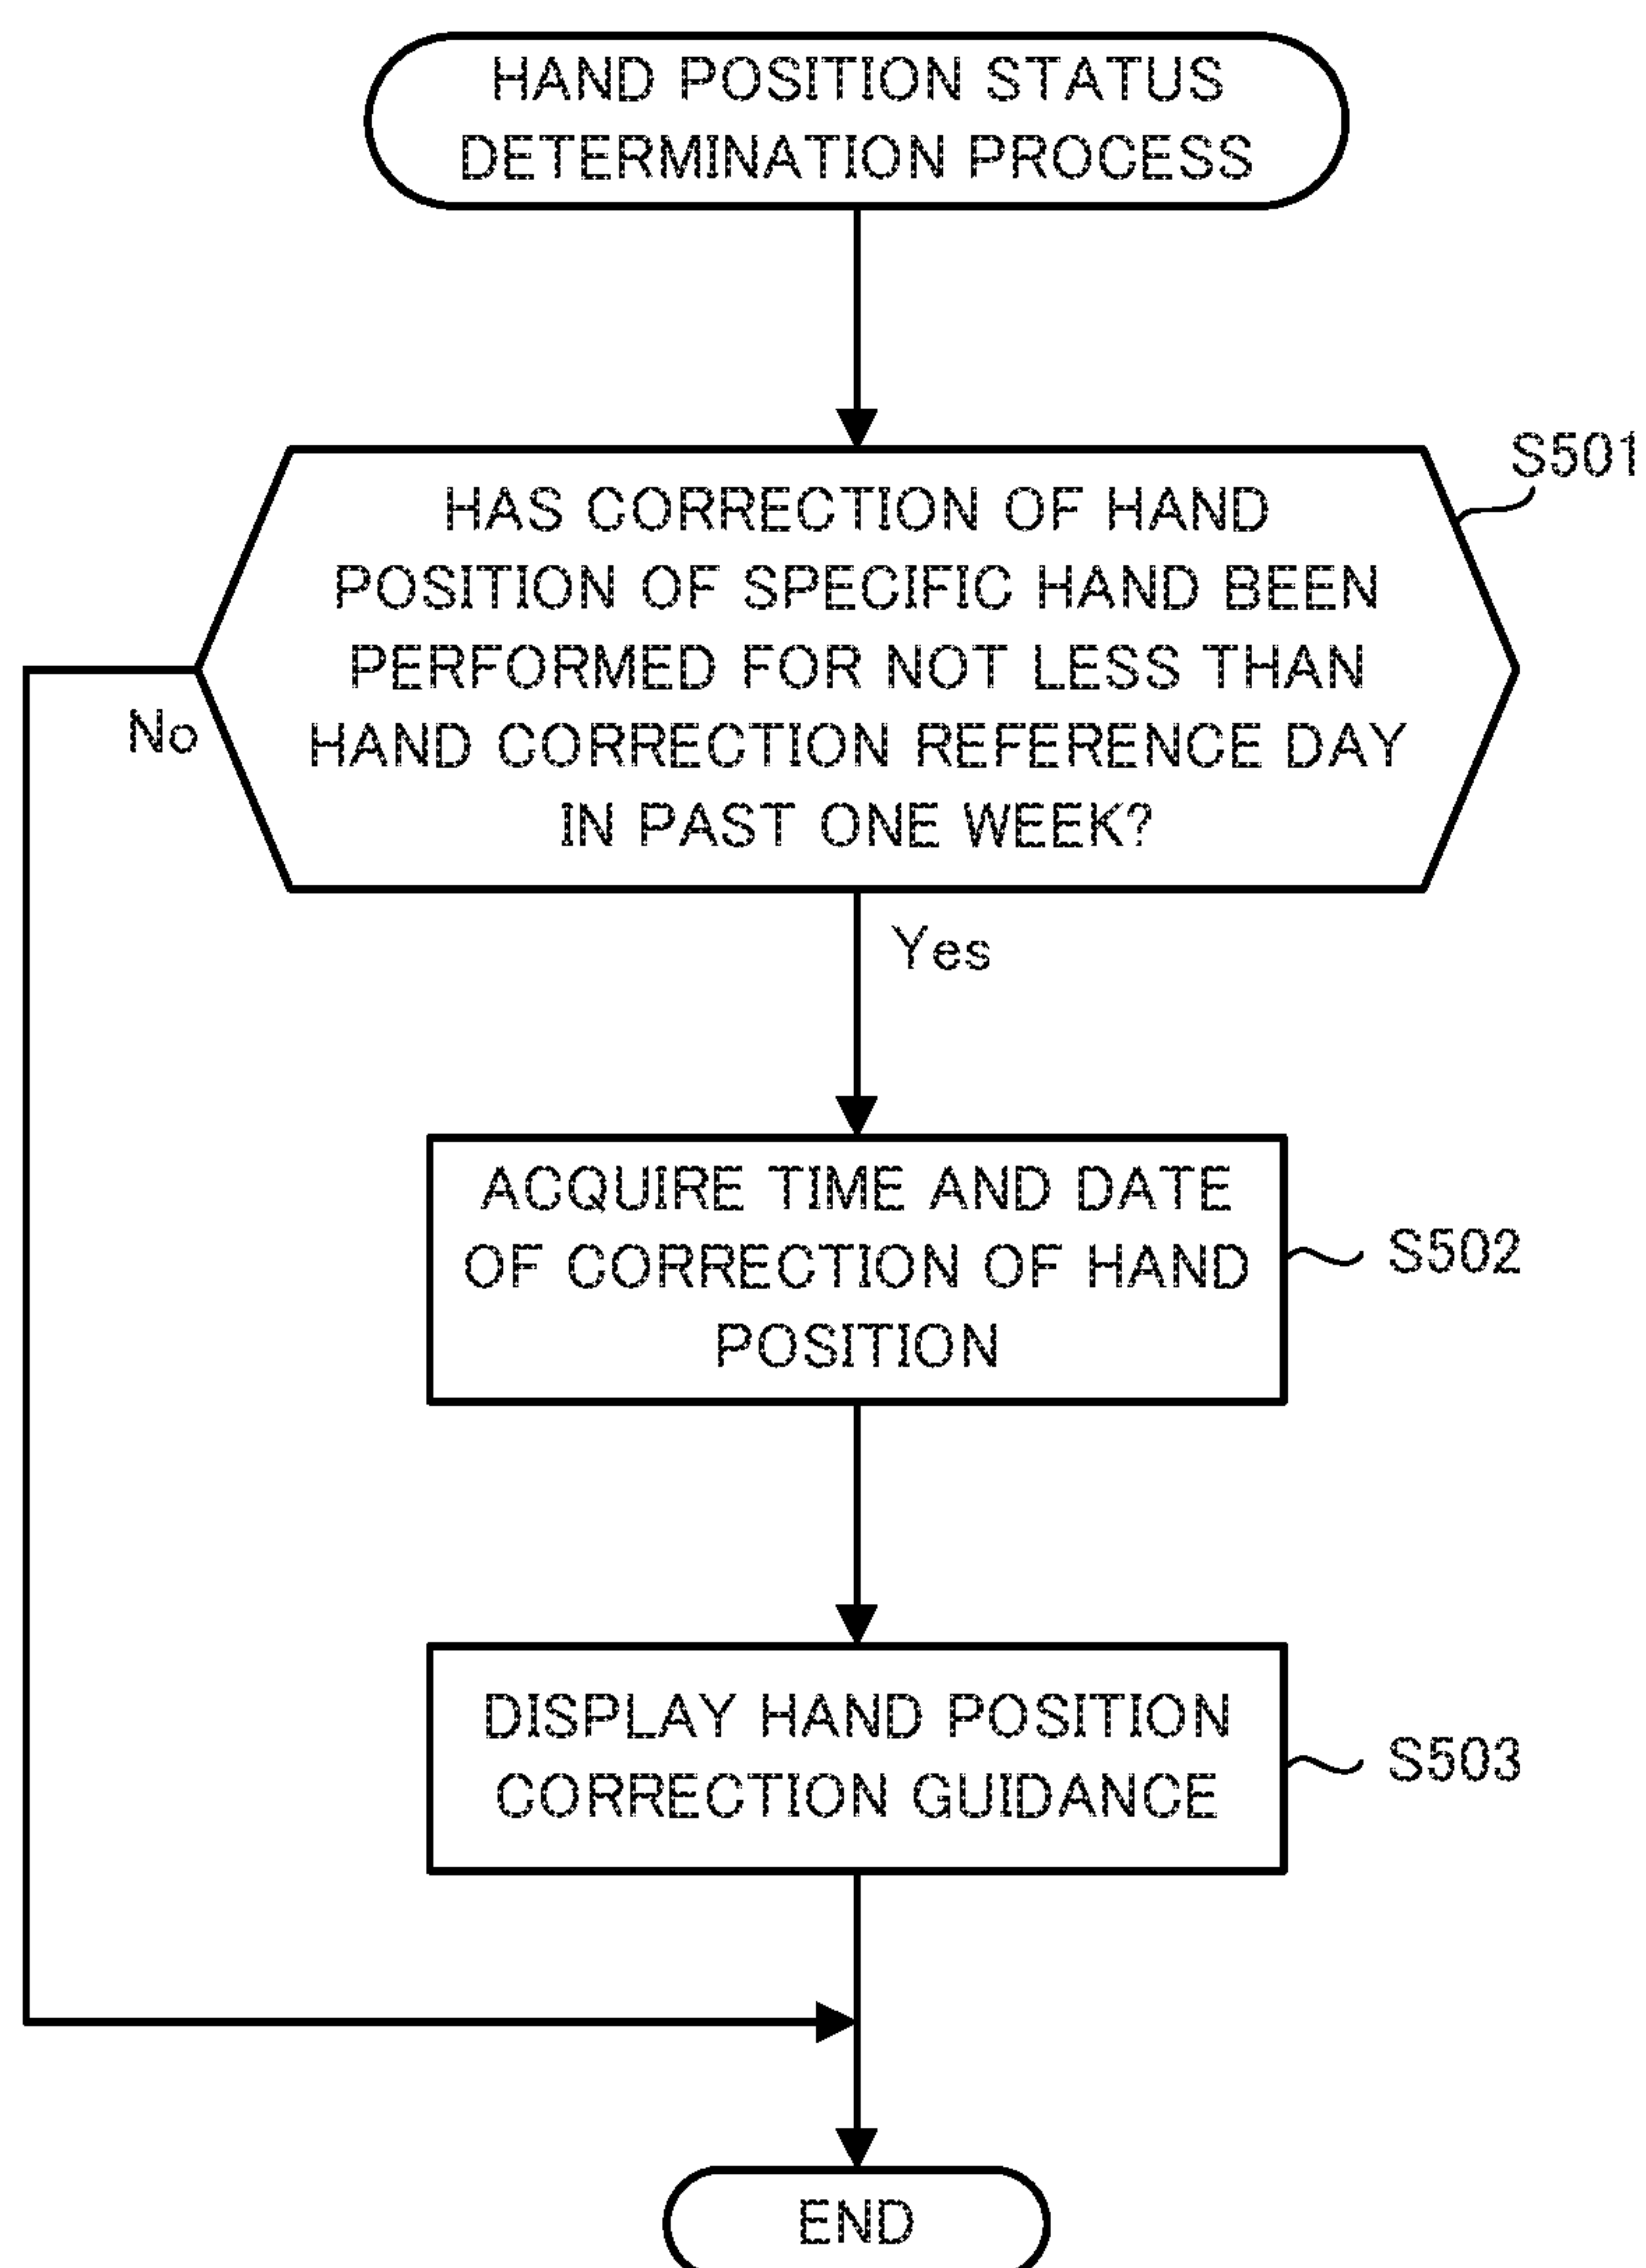 HAND POSITION STATUS
DETERMINATION PROCESS
S501
HAS CORRECTION OF HAND
POSITION OF SPECIFIC HAND BEEN
PERFORMED FOR NOT LESS THAN
HAND CORRECTION REFERENCE DAY
IN PAST ONE WEEK?
No
Yes
ACQUIRE TIME AND DATE
OF CORRECTION OF HAND
POSITION
S502
DISPLAY HAND POSITION
CORRECTION GUIDANCE
S503
END